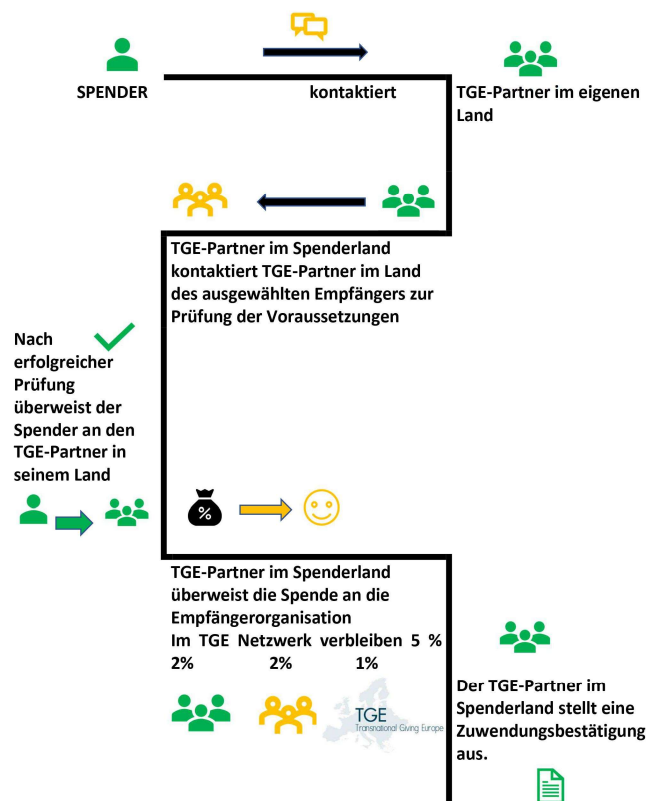 SPENDER
kontaktiert
TGE-Partner im eigenen
Land
TGE-Partner im Spenderland
kontaktiert TGE-Partner im Land
des ausgewählten Empfängers zur
Prüfung der Voraussetzungen
Nach
erfolgreicher
Prüfung
überweist der
Spender an den
TGE-Partner in
seinem Land
%
TGE-Partner im Spenderland
überweist die Spende an die
Empfängerorganisation
Im TGE Netzwerk verbleiben 5 %
2% 2% 1%
TGE
Transnational Giving Europe
Der TGE-Partner im
Spenderland stellt eine
Zuwendungsbestätigung
aus.